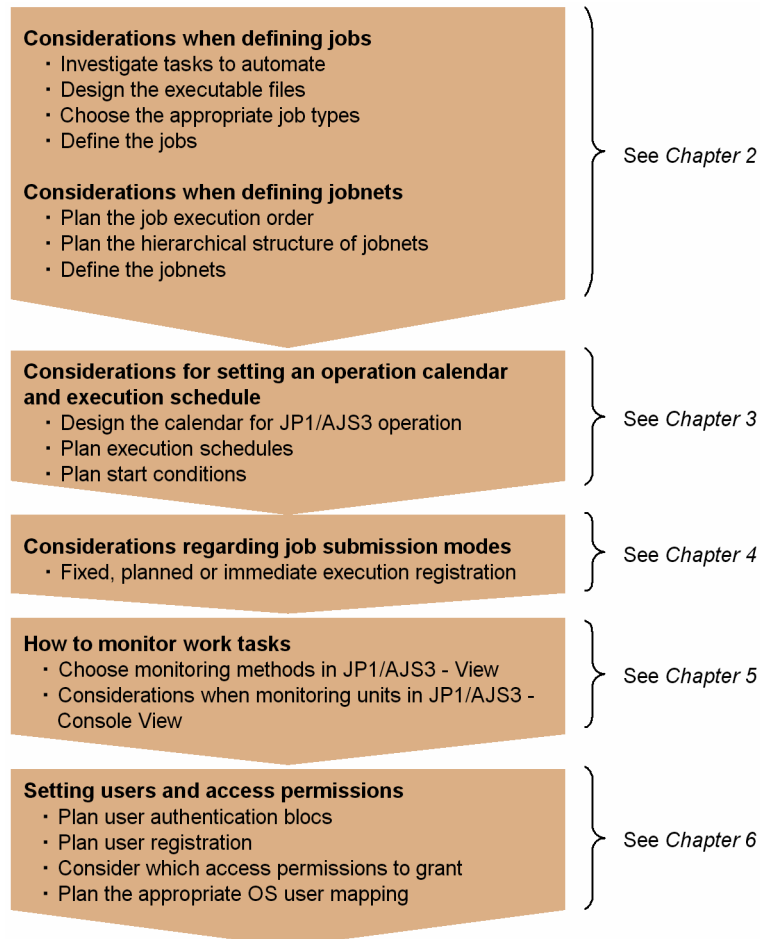 Considerations when defining jobs
・ Investigate tasks to automate
・ Design the executable files
・ Choose the appropriate job types
・ Define the jobs
Considerations when defining jobnets
・ Plan the job execution order
・ Plan the hierarchical structure of jobnets
・ Define the jobnets
See Chapter 2
Considerations for setting an operation calendar
and execution schedule
・ Design the calendar for JP1/AJS3 operation
・ Plan execution schedules
・ Plan start conditions
See Chapter 3
Considerations regarding job submission modes
・ Fixed, planned or immediate execution registration
See Chapter 4
How to monitor work tasks
・ Choose monitoring methods in JP1/AJS3 - View
・ Considerations when monitoring units in JP1/AJS3 -
Console View
See Chapter 5
Setting users and access permissions
・ Plan user authentication blocs
・ Plan user registration
・ Consider which access permissions to grant
・ Plan the appropriate OS user mapping
See Chapter 6